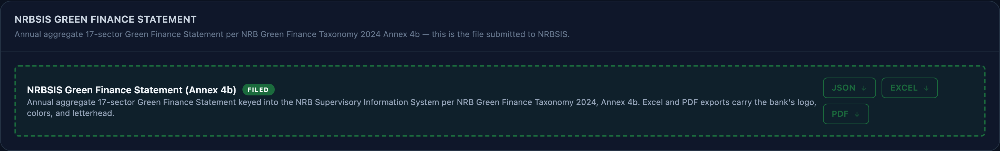 NRBSIS GREEN FINANCE STATEMENT
Annual aggregate 17-sector Green Finance Statement per NRB Green Finance Taxonomy 2024 Annex 4b — this is the file submitted to NRBSIS.
NRBSIS Green Finance Statement (Annex 4b) FILED
Annual aggregate 17-sector Green Finance Statement keyed into the NRB Supervisory Information System per NRB Green Finance Taxonomy 2024, Annex 4b. Excel and PDF exports carry the bank's logo,
colors, and letterhead.
JSON ↓ EXCEL ↓
PDF ↓